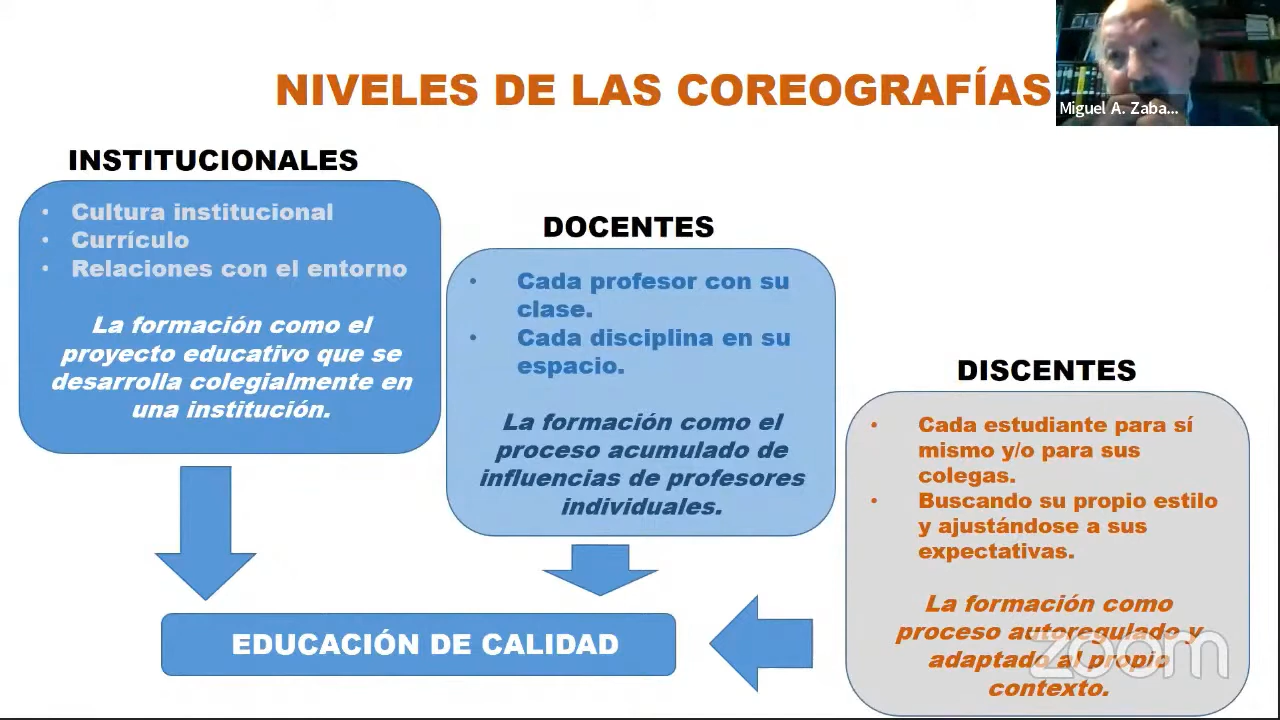 NIVELES DE LAS COREOGRAFÍAS
Miguel A. Zaba...
INSTITUCIONALES
• Cultura institucional
• Currículo
• Relaciones con el entorno
La formación como el
proyecto educativo que se
desarrolla colegialmente en
una institución.
DOCENTES
• Cada profesor con su
clase.
• Cada disciplina en su
espacio.
La formación como el
proceso acumulado de
influencias de profesores
individuales.
DISCENTES
• Cada estudiante para sí
mismo y/o para sus
colegas.
• Buscando su propio estilo
y ajustándose a sus
expectativas.
La formación como
proceso autoregulado y
adaptado al propio
contexto.
EDUCACIÓN DE CALIDAD
zoom